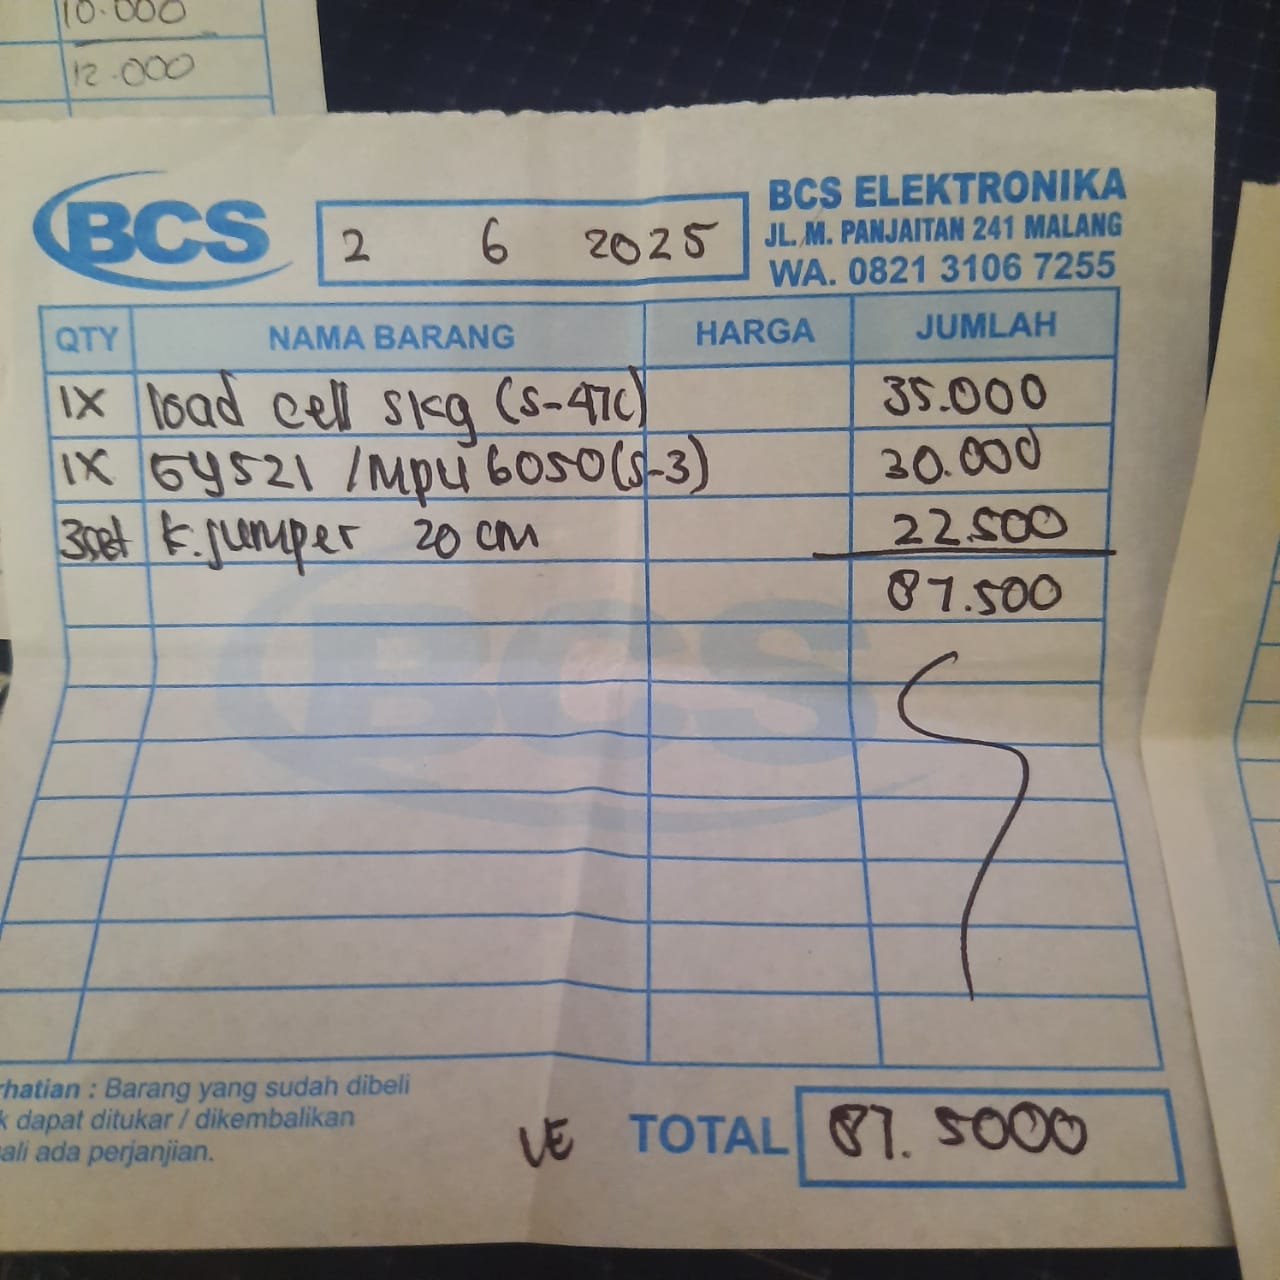 10.000
12.000
BCS
2 6 2025
BCS ELEKTRONIKA
JL. M. PANJAITAN 241 MALANG
WA. 0821 3106 7255
QTY NAMA BARANG HARGA JUMLAH
1X load cell 5kg (S-47C) 35.000
1X GY521 /MPU 6050(S-3) 30.000
3set k.jumper 20 cm 22.500
87.500
BCS
rhatian : Barang yang sudah dibeli
k dapat ditukar / dikembalikan
ali ada perjanjian.
VE TOTAL 87.5000